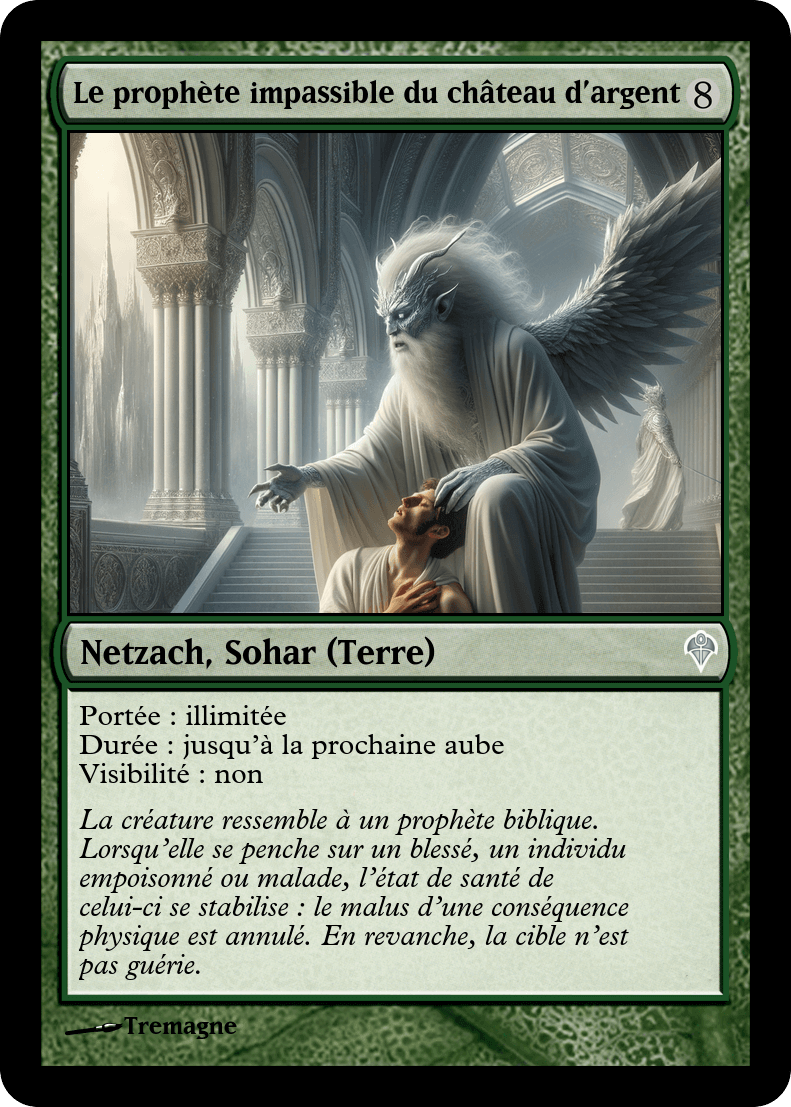 Le prophète impassible du château d'argent 8
Netzach, Sohar (Terre)
Portée : illimitée
Durée : jusqu'à la prochaine aube
Visibilité : non
La créature ressemble à un prophète biblique.
Lorsqu'elle se penche sur un blessé, un individu
empoisonné ou malade, l'état de santé de
celui-ci se stabilise : le malus d'une conséquence
physique est annulé. En revanche, la cible n'est
pas guérie.
Tremagne